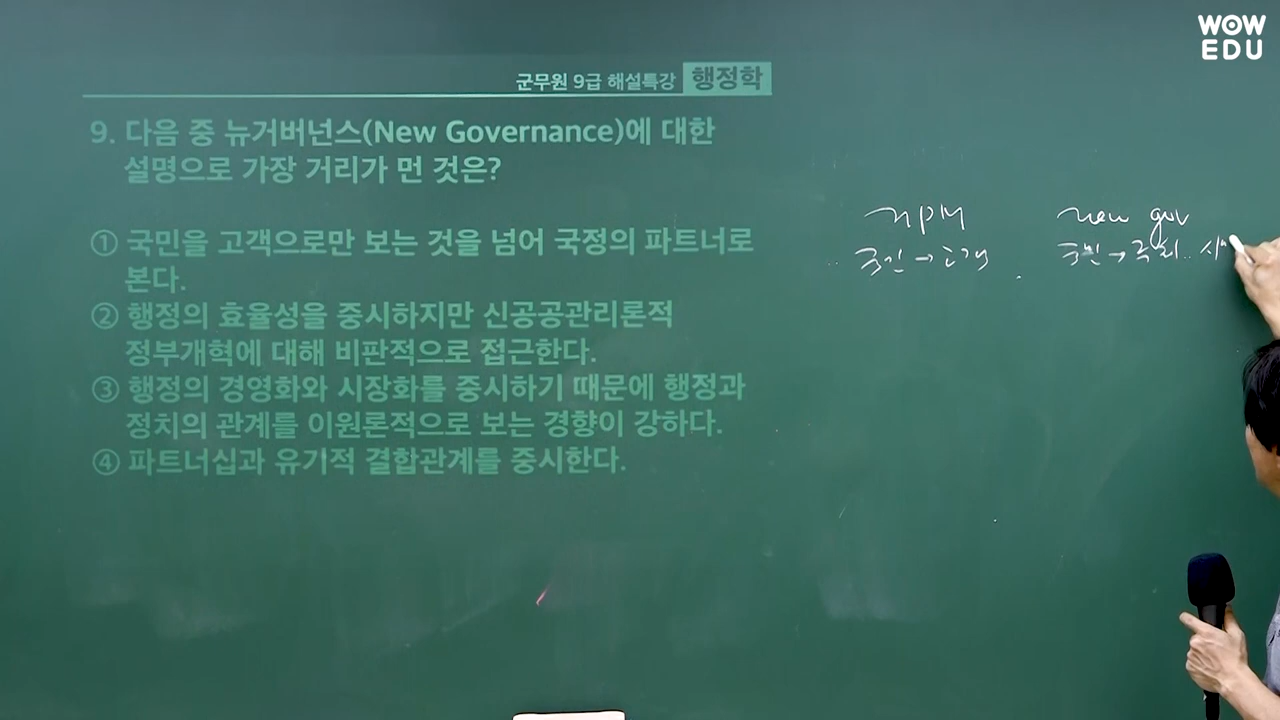 WOW
EDU
군무원 9급 해설특강 행정학
9. 다음 중 뉴거버넌스(New Governance)에 대한
설명으로 가장 거리가 먼 것은?
① 국민을 고객으로만 보는 것을 넘어 국정의 파트너로
본다.
② 행정의 효율성을 중시하지만 신공공관리론적
정부개혁에 대해 비판적으로 접근한다.
③ 행정의 경영화와 시장화를 중시하기 때문에 행정과
정치의 관계를 이원론적으로 보는 경향이 강하다.
④ 파트너십과 유기적 결합관계를 중시한다.
NPM
국민 → 고객
new gov
국민 →